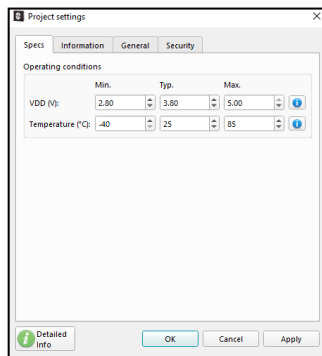 Project settings
Specs Information General Security
Operating conditions
Min. Typ. Max.
VDD (V): 2.80 3.80 5.00
Temperature (°C): -40 25 85
Detailed
Info
OK Cancel Apply